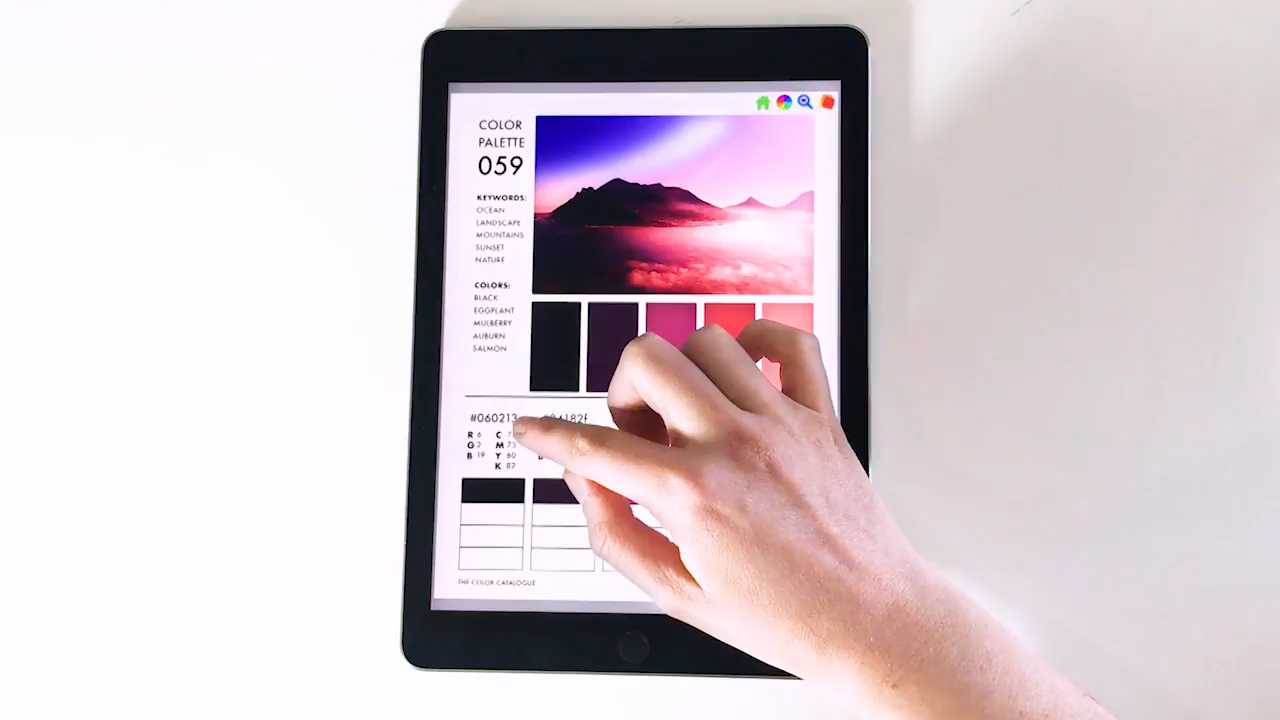 COLOR
PALETTE
059
KEYWORDS:
OCEAN
LANDSCAPE
MOUNTAINS
SUNSET
NATURE
COLORS:
BLACK
EGGPLANT
MULBERRY
AUBURN
SALMON
#060213
R 6 C
G 2 M 73
B 19 Y 60
K 82
THE COLOR CATALOGUE